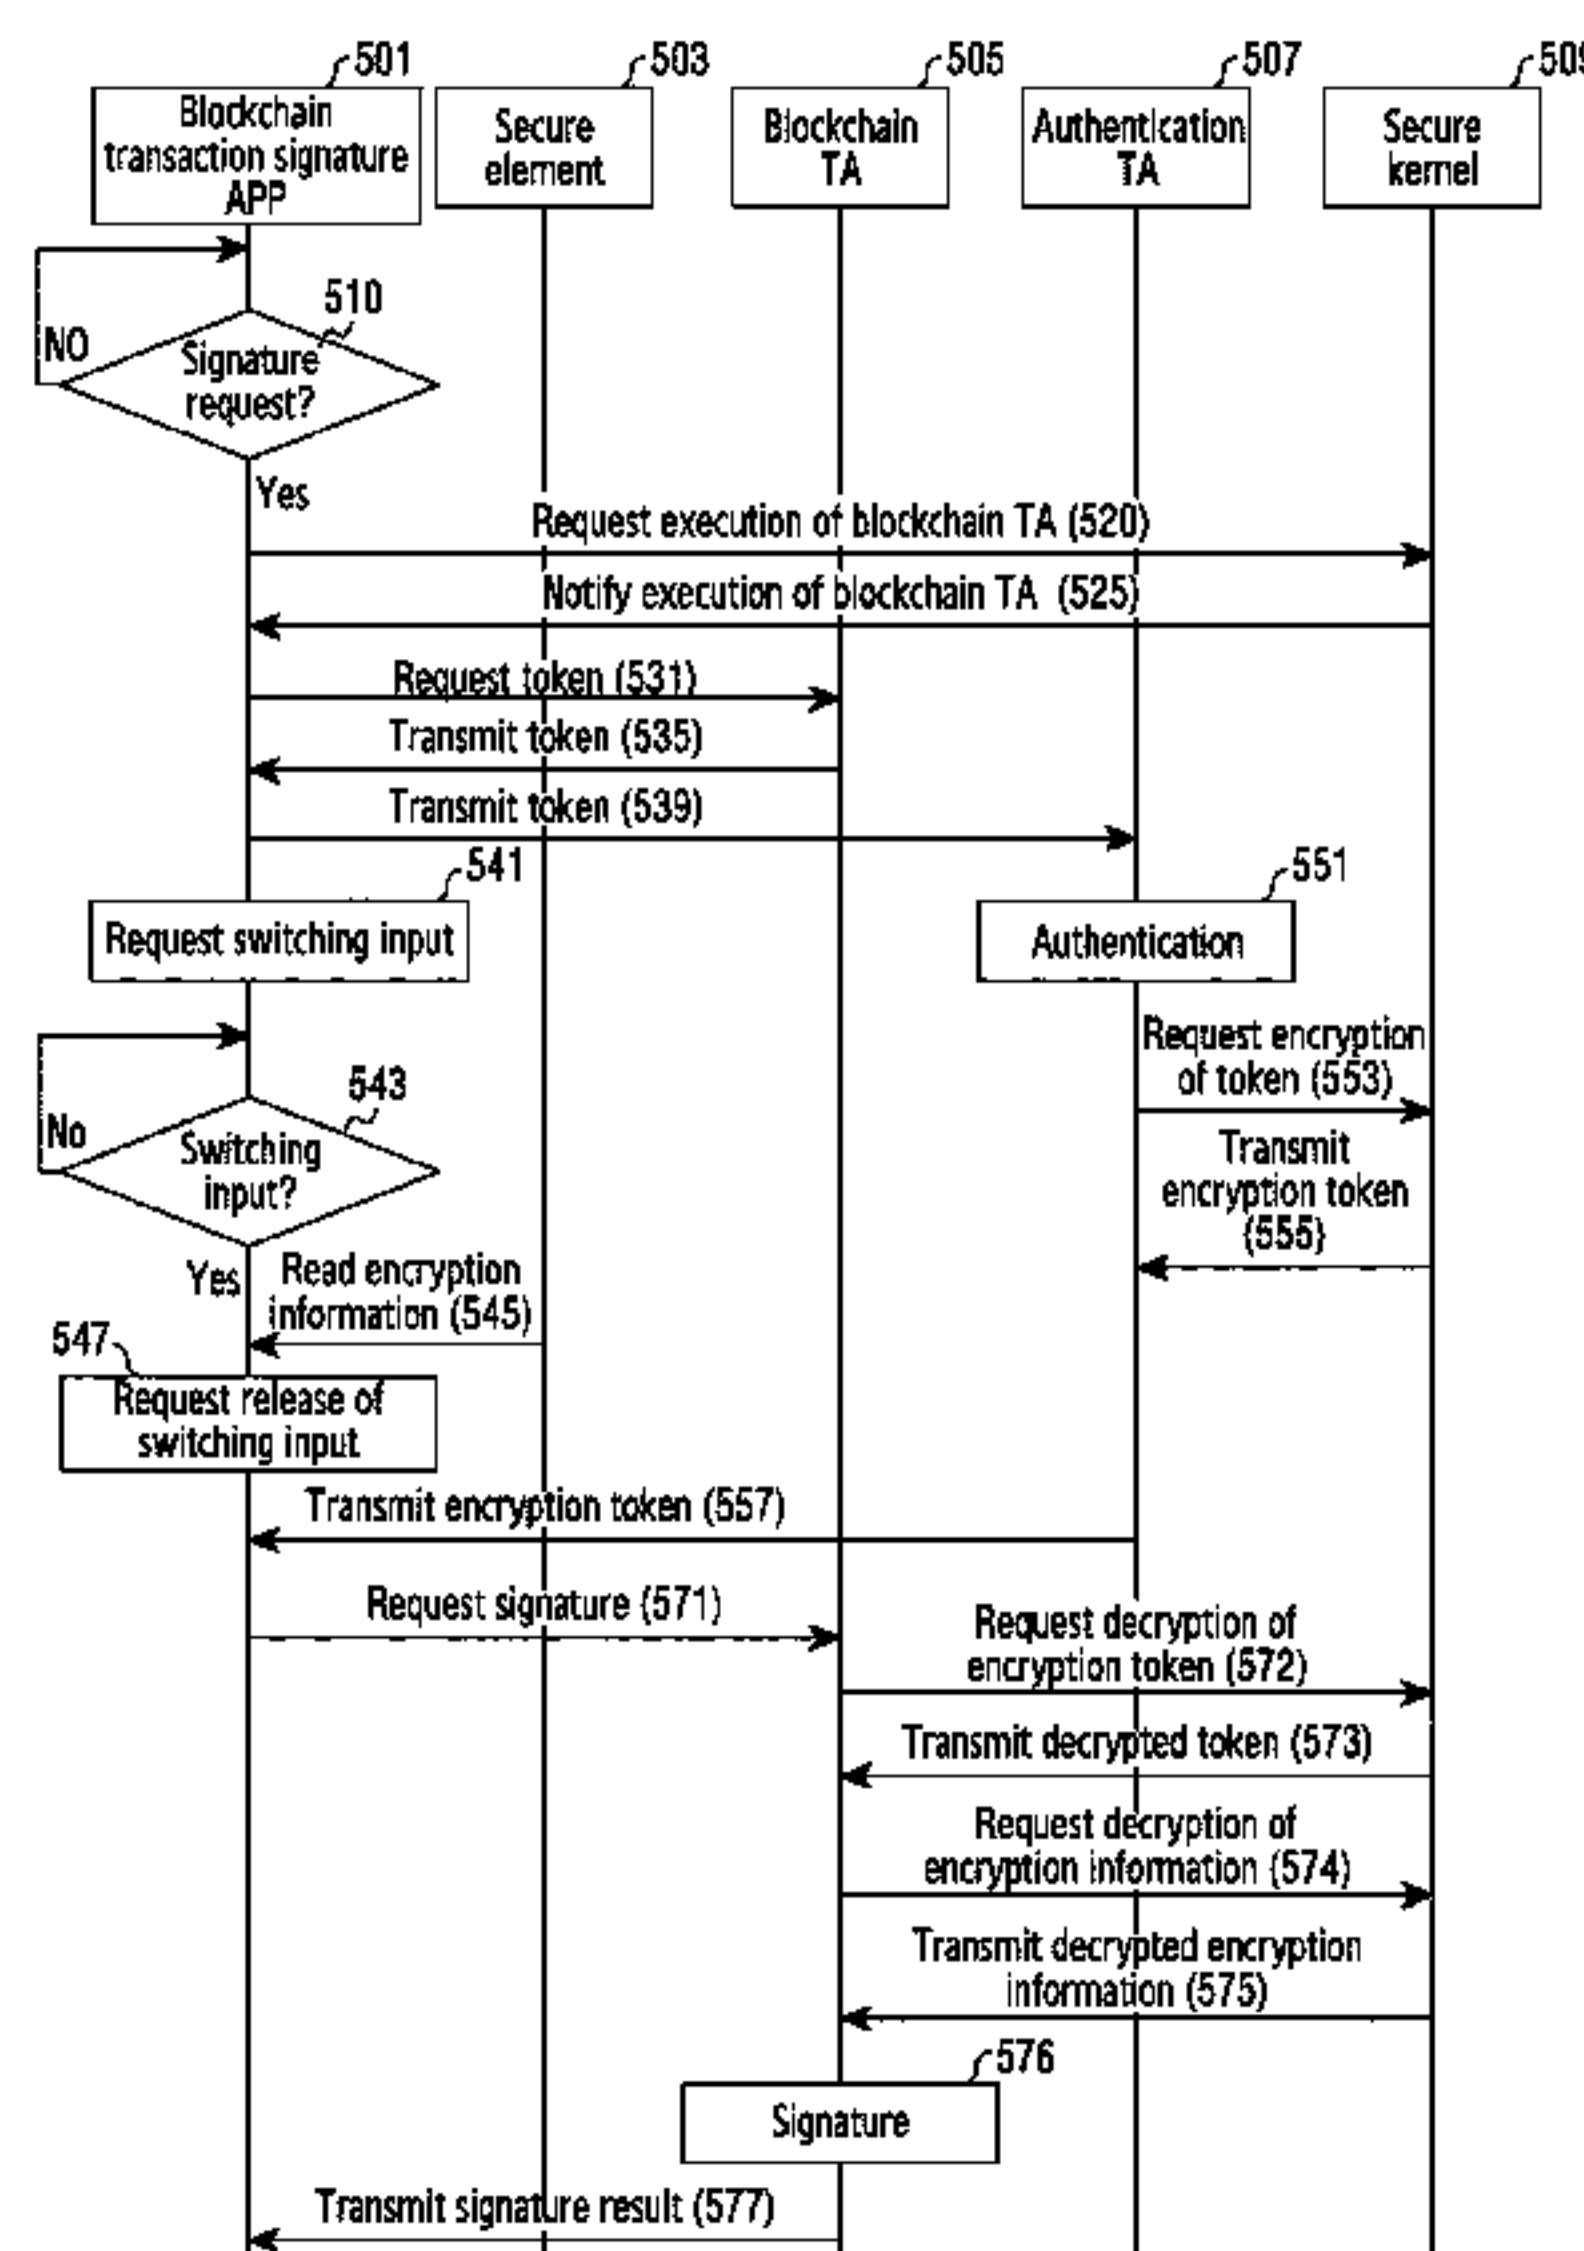 501
503
505
507
509
Blockchain
transaction signature
APP
Secure
element
Blockchain
TA
Authentication
TA
Secure
kernel
510
NO
Signature
request?
Yes
Request execution of blockchain TA (520)
Notify execution of blockchain TA (525)
Request token (531)
Transmit token (535)
Transmit token (539)
541
551
Request switching input
Authentication
Request encryption
of token (553)
543
No
Switching
input?
Transmit
encryption token
(555)
Yes
Read encryption
information (545)
547
Request release of
switching input
Transmit encryption token (557)
Request signature (571)
Request decryption of
encryption token (572)
Transmit decrypted token (573)
Request decryption of
encryption information (574)
Transmit decrypted encryption
information (575)
576
Signature
Transmit signature result (577)